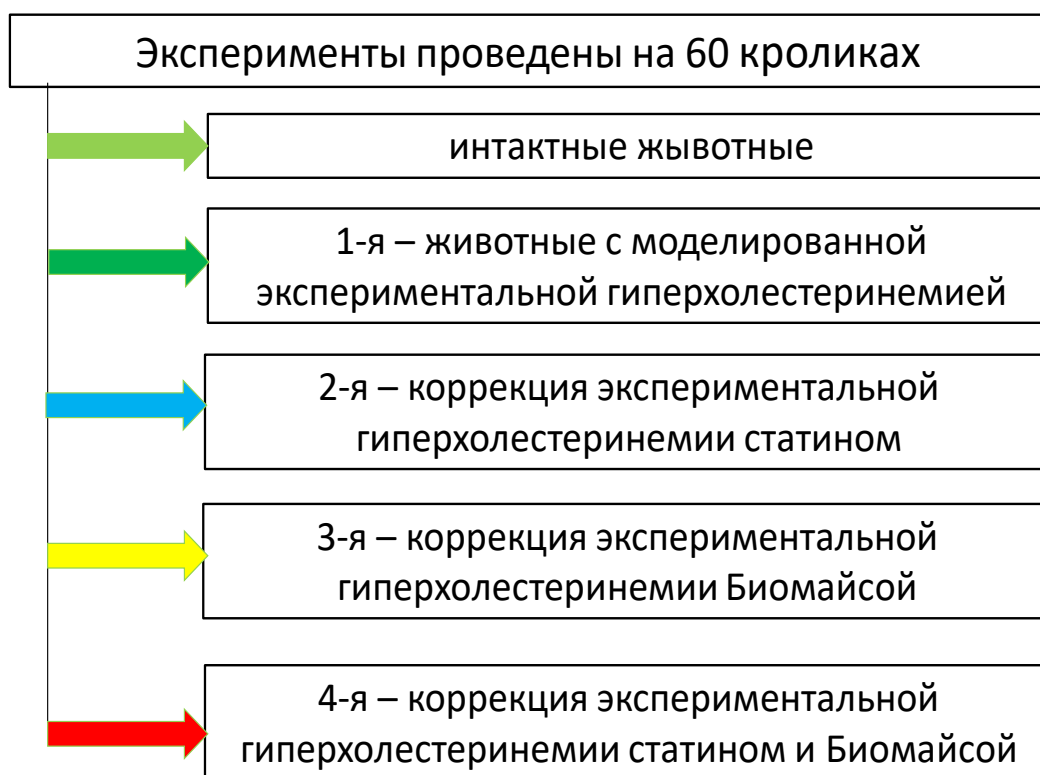 Эксперименты проведены на 60 кроликах
интактные жывотные
1-я – животные с моделированной
экспериментальной гиперхолестеринемией
2-я – коррекция экспериментальной
гиперхолестеринемии статином
3-я – коррекция экспериментальной
гиперхолестеринемии Биомайсой
4-я – коррекция экспериментальной
гиперхолестеринемии статином и Биомайсой